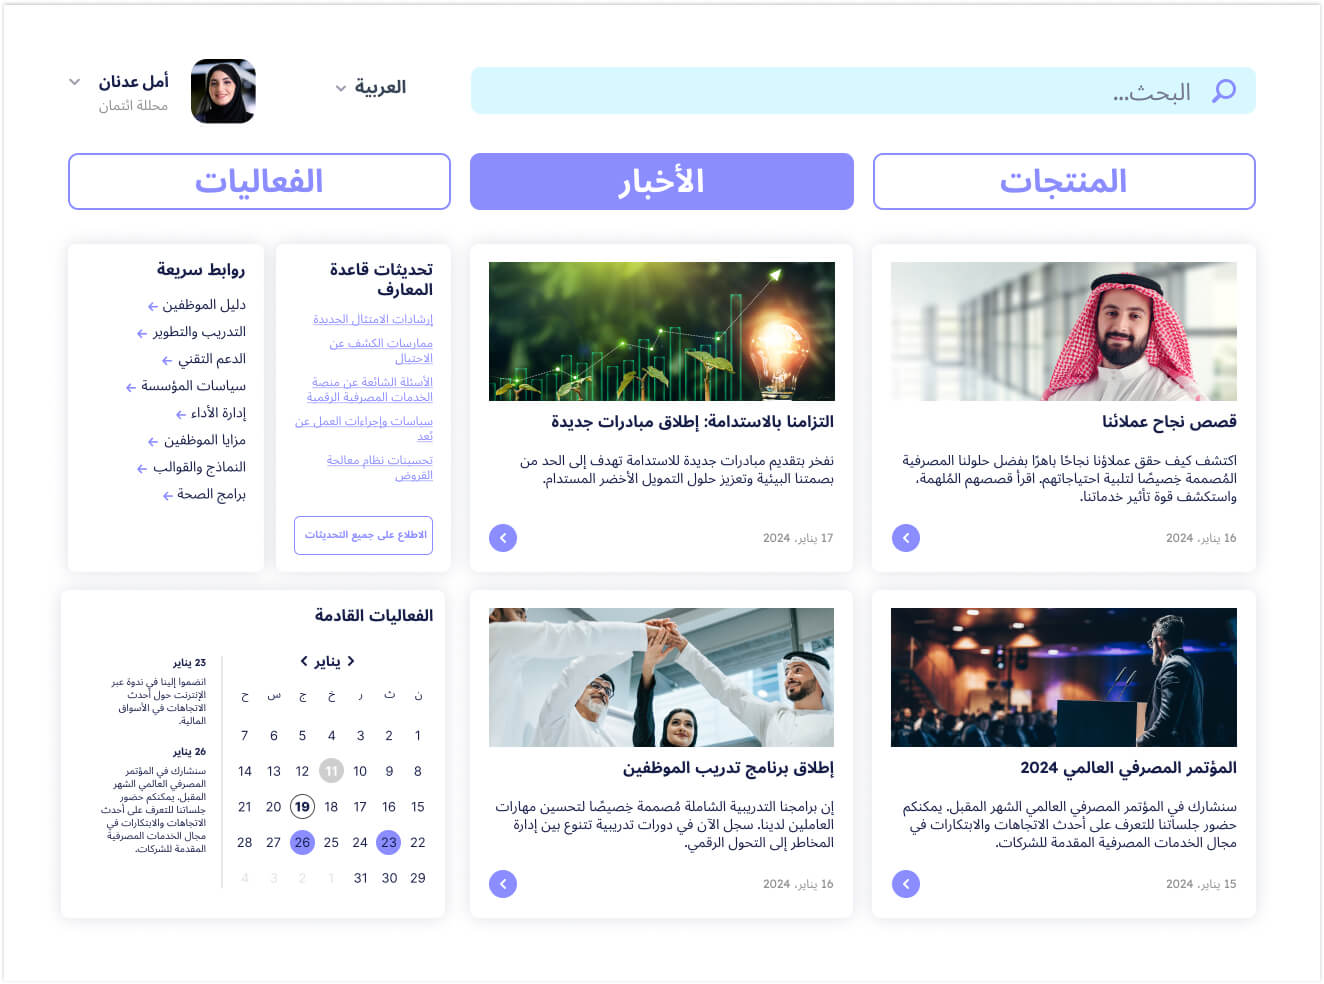 البحث...
العربية
أمل عدنان
محللة ائتمان
المنتجات
الأخبار
الفعاليات
قصص نجاح عملائنا
اكتشف كيف حقق عملاؤنا نجاحًا باهرًا بفضل حلولنا المصرفية
المُصممة خِصيصًا لتلبية احتياجاتهم. اقرأ قصصهم المُلهمة،
واستكشف قوة تأثير خدماتنا.
16 يناير، 2024
التزامنا بالاستدامة: إطلاق مبادرات جديدة
نفخر بتقديم مبادرات جديدة للاستدامة تهدف إلى الحد من
بصمتنا البيئية وتعزيز حلول التمويل الأخضر المستدام.
17 يناير، 2024
تحديثات قاعدة
المعارف
إرشادات الامتثال الجديدة
ممارسات الكشف عن
الاحتيال
الأسئلة الشائعة عن منصة
الخدمات المصرفية الرقمية
سياسات وإجراءات العمل عن
بُعد
تحسينات نظام معالجة
القروض
الاطلاع على جميع التحديثات
روابط سريعة
دليل الموظفين
التدريب والتطوير
الدعم التقني
سياسات المؤسسة
إدارة الأداء
مزايا الموظفين
النماذج والقوالب
برامج الصحة
المؤتمر المصرفي العالمي 2024
سنشارك في المؤتمر المصرفي العالمي الشهر المقبل. يمكنكم
حضور جلساتنا للتعرف على أحدث الاتجاهات والابتكارات في
مجال الخدمات المصرفية المقدمة للشركات.
15 يناير، 2024
إطلاق برنامج تدريب الموظفين
إن برامجنا التدريبية الشاملة مُصممة خِصيصًا لتحسين مهارات
العاملين لدينا. سجل الآن في دورات تدريبية تتنوع بين إدارة
المخاطر إلى التحول الرقمي.
16 يناير، 2024
الفعاليات القادمة
يناير
ن ث ر خ ج س ح
1 2 3 4 5 6 7
8 9 10 11 12 13 14
15 16 17 18 19 20 21
22 23 24 25 26 27 28
29 30 31 1 2 3 4
23 يناير
انضموا إلينا في ندوة عبر
الإنترنت حول أحدث
الاتجاهات في الأسواق
المالية.
26 يناير
سنشارك في المؤتمر
المصرفي العالمي الشهر
المقبل. يمكنكم حضور
جلساتنا للتعرف على أحدث
الاتجاهات والابتكارات في
مجال الخدمات المصرفية
المقدمة للشركات.